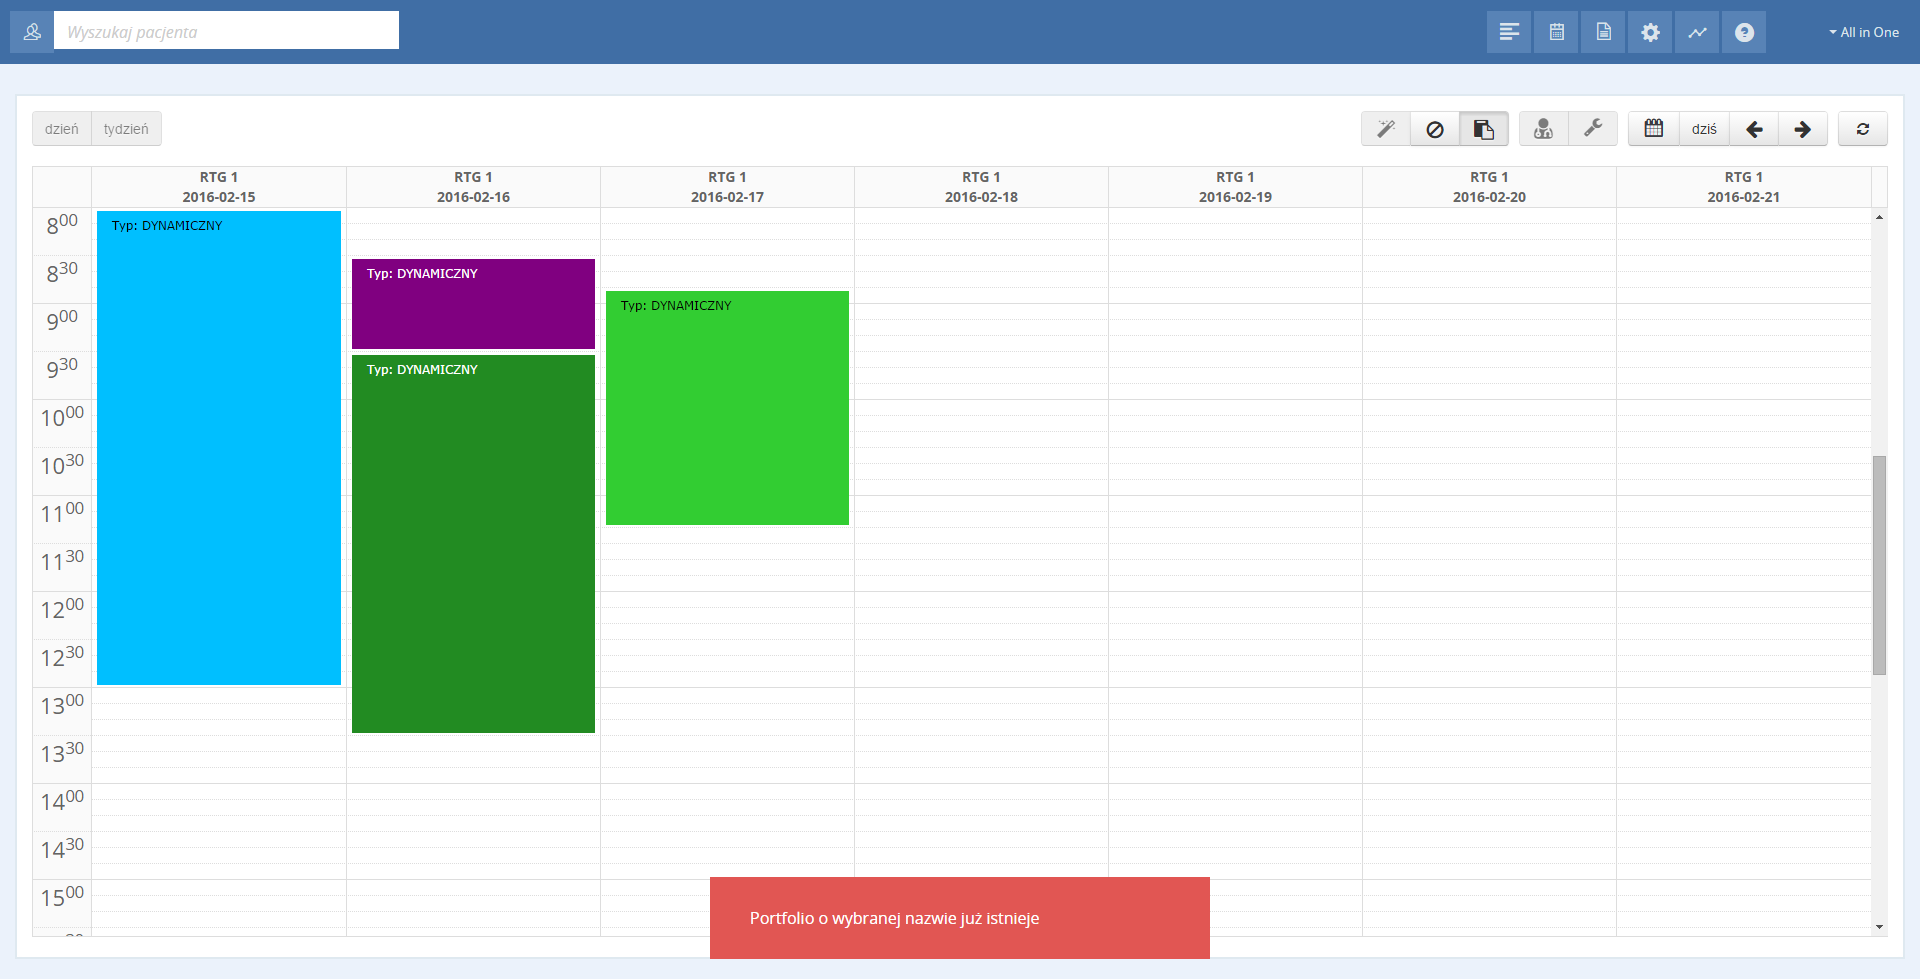 Wyszukaj pacjenta
All in One
dzień tydzień
dziś
RTG 1 RTG 1 RTG 1 RTG 1 RTG 1 RTG 1 RTG 1
2016-02-15 2016-02-16 2016-02-17 2016-02-18 2016-02-19 2016-02-20 2016-02-21
8 00
Typ: DYNAMICZNY
8 30
Typ: DYNAMICZNY
9 00
Typ: DYNAMICZNY
9 30
Typ: DYNAMICZNY
10 00
10 30
11 00
11 30
12 00
12 30
13 00
13 30
14 00
14 30
15 00
Portfolio o wybranej nazwie już istnieje